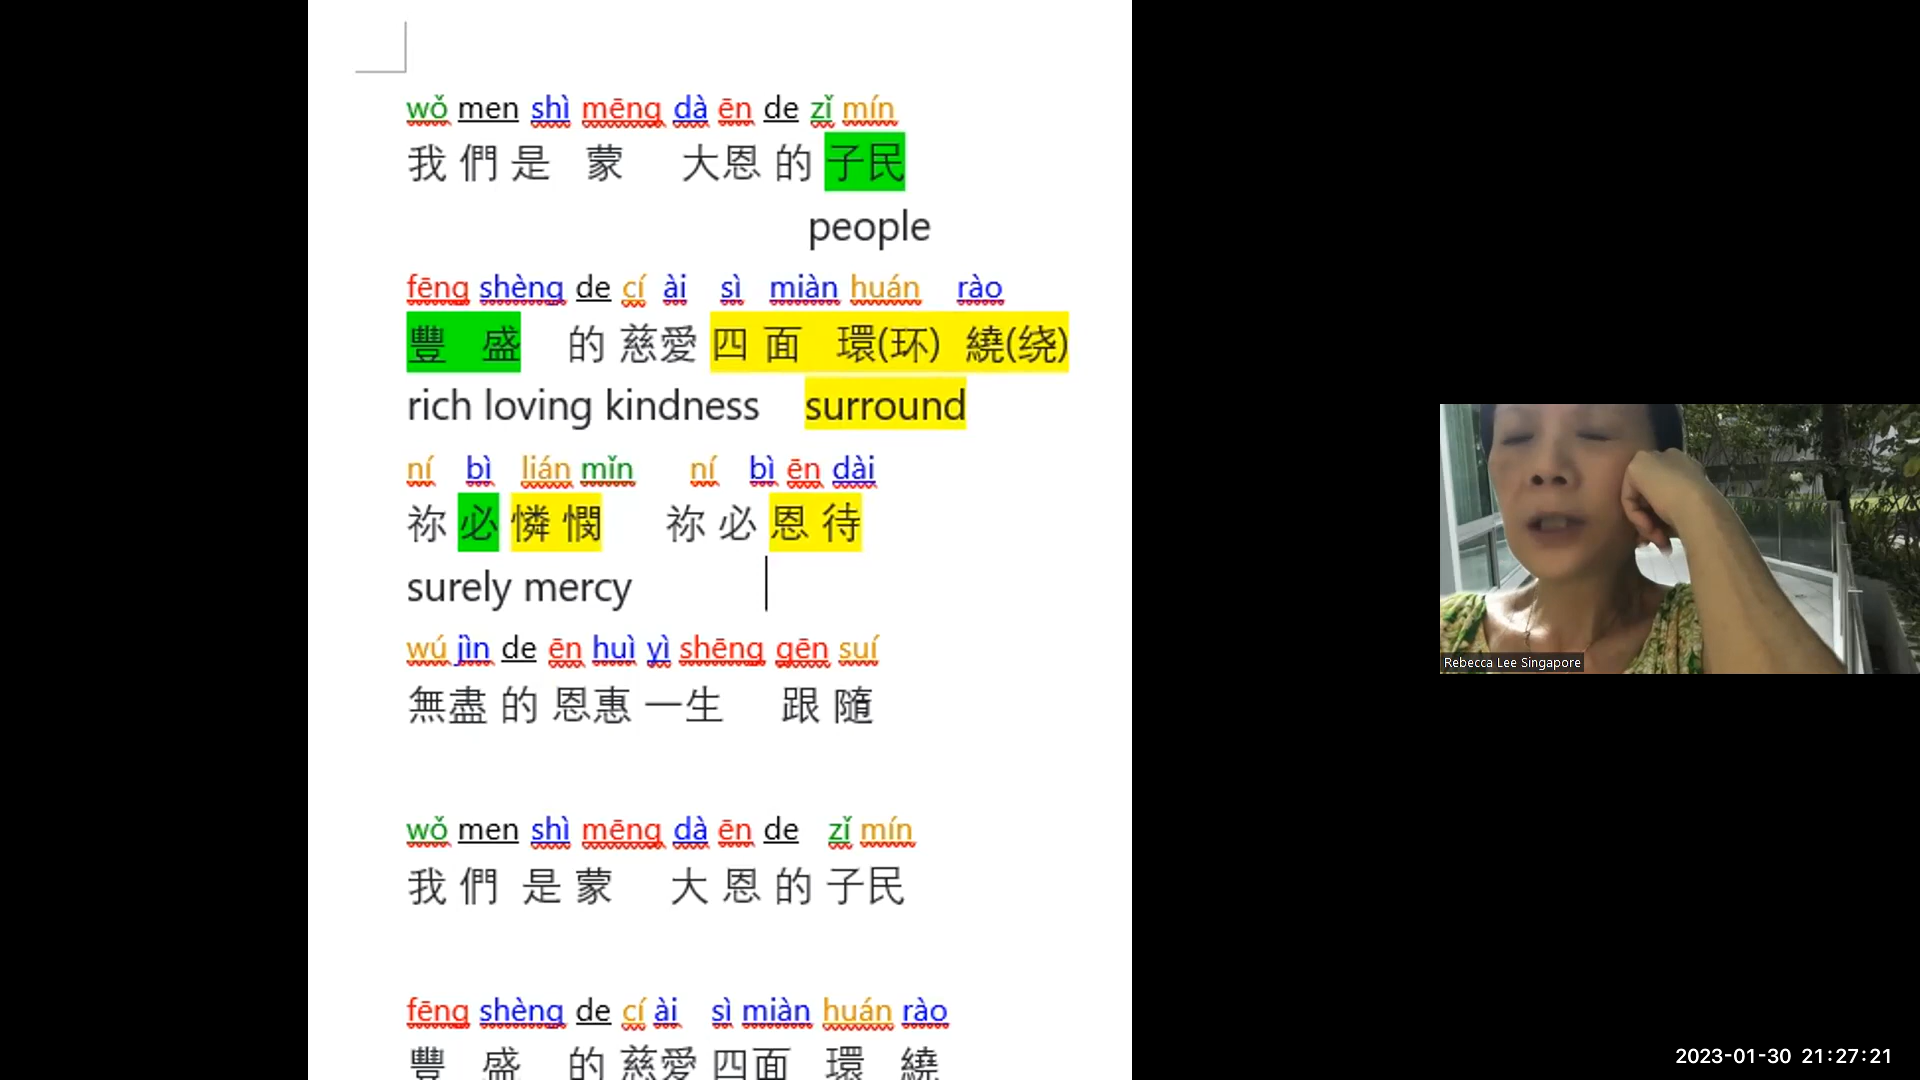 wǒ men shì mēng dà ēn de zǐ mín
我 們 是 蒙 大恩 的 子民
people
fēng shèng de cí ài sì miàn huán rào
豐 盛 的 慈愛 四 面 環(环) 繞(绕)
rich loving kindness surround
ní bì lián mǐn ní bì ēn dài
祢 必 憐 憫 祢 必 恩 待
surely mercy
wú jìn de ēn huì yì shēng gēn suí
無盡 的 恩惠 一生 跟 隨
wǒ men shì mēng dà ēn de zǐ mín
我 們 是 蒙 大 恩 的 子民
fēng shèng de cí ài sì miàn huán rào
豐 盛 的 慈愛 四面 環 繞
Rebecca Lee Singapore
2023-01-30 21:27:21